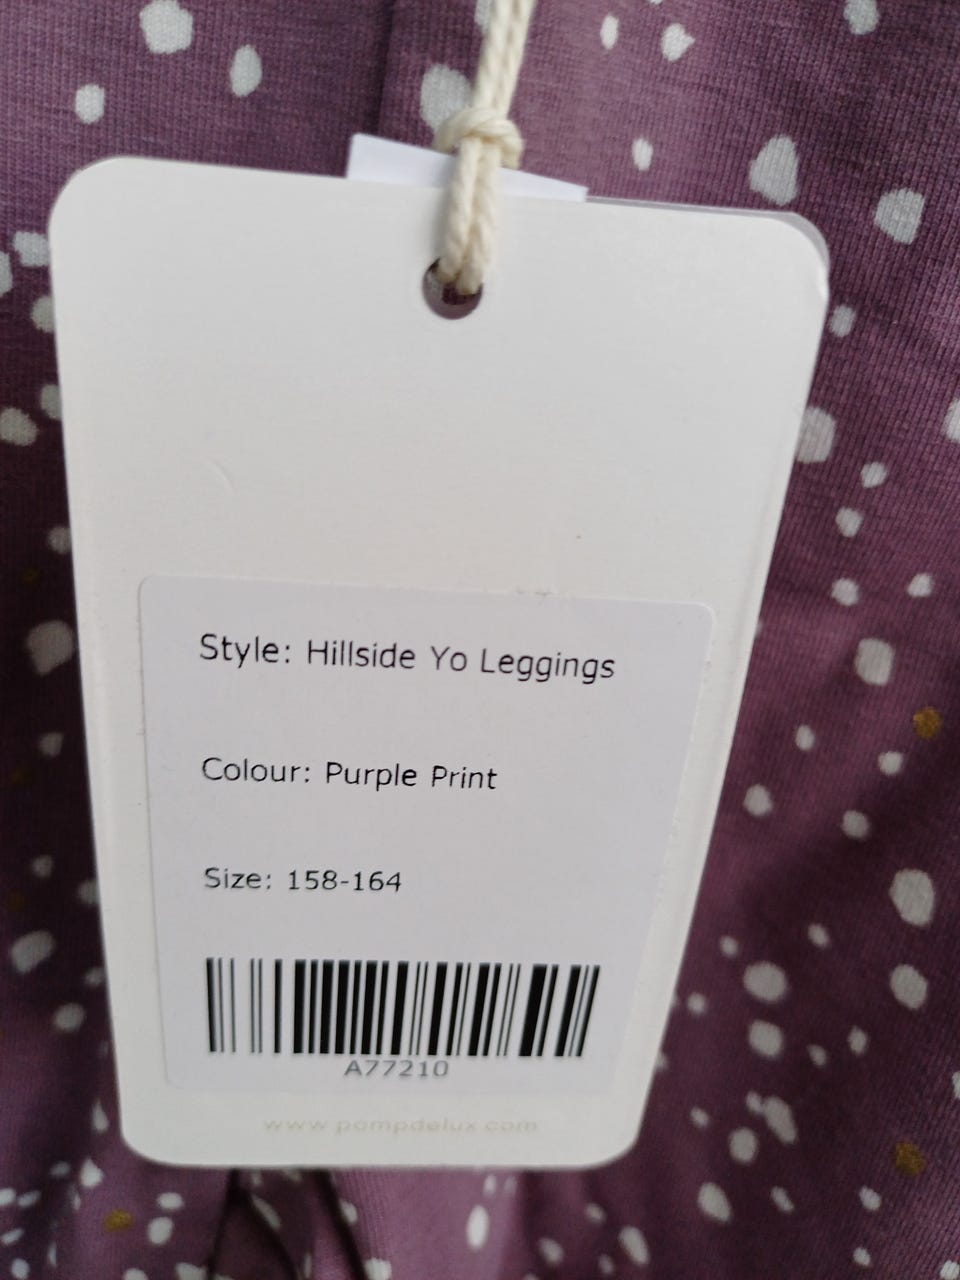 Style: Hillside Yo Leggings
Colour: Purple Print
Size: 158-164
A77210
www.pompdelux.com